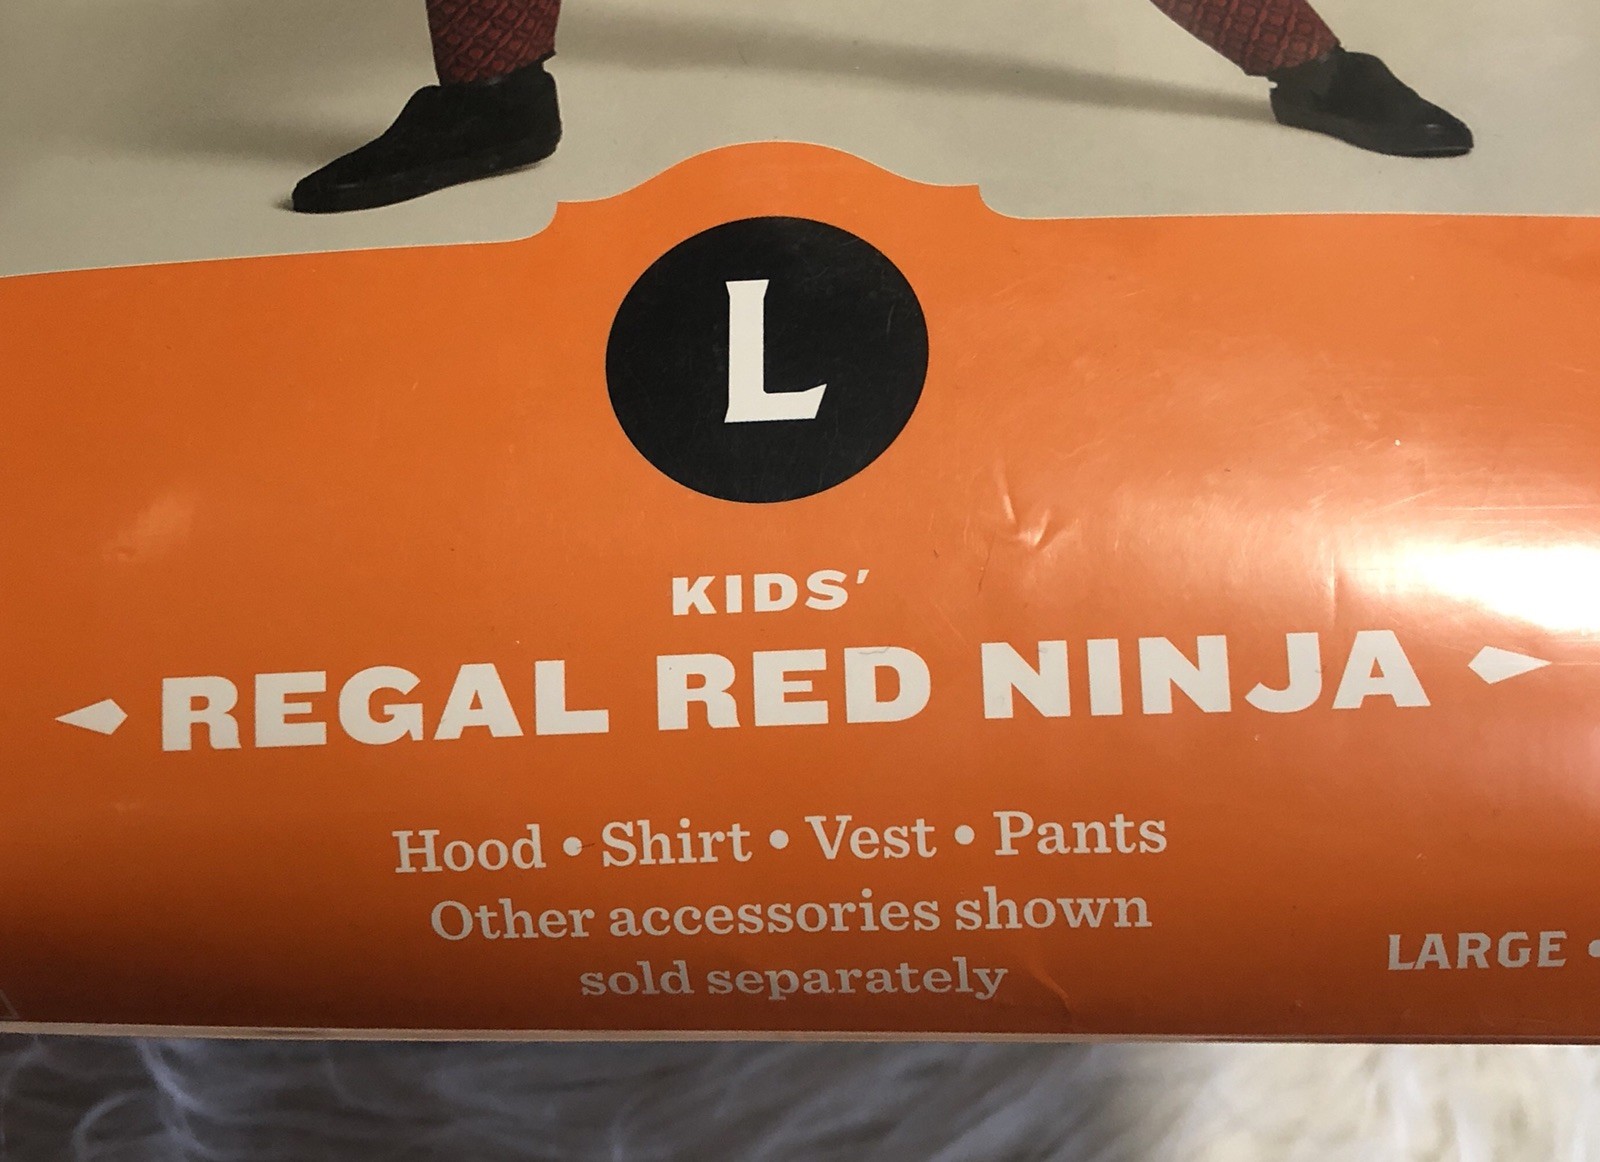 L
KIDS'
REGAL RED NINJA
Hood • Shirt • Vest • Pants
Other accessories shown
sold separately
LARGE •